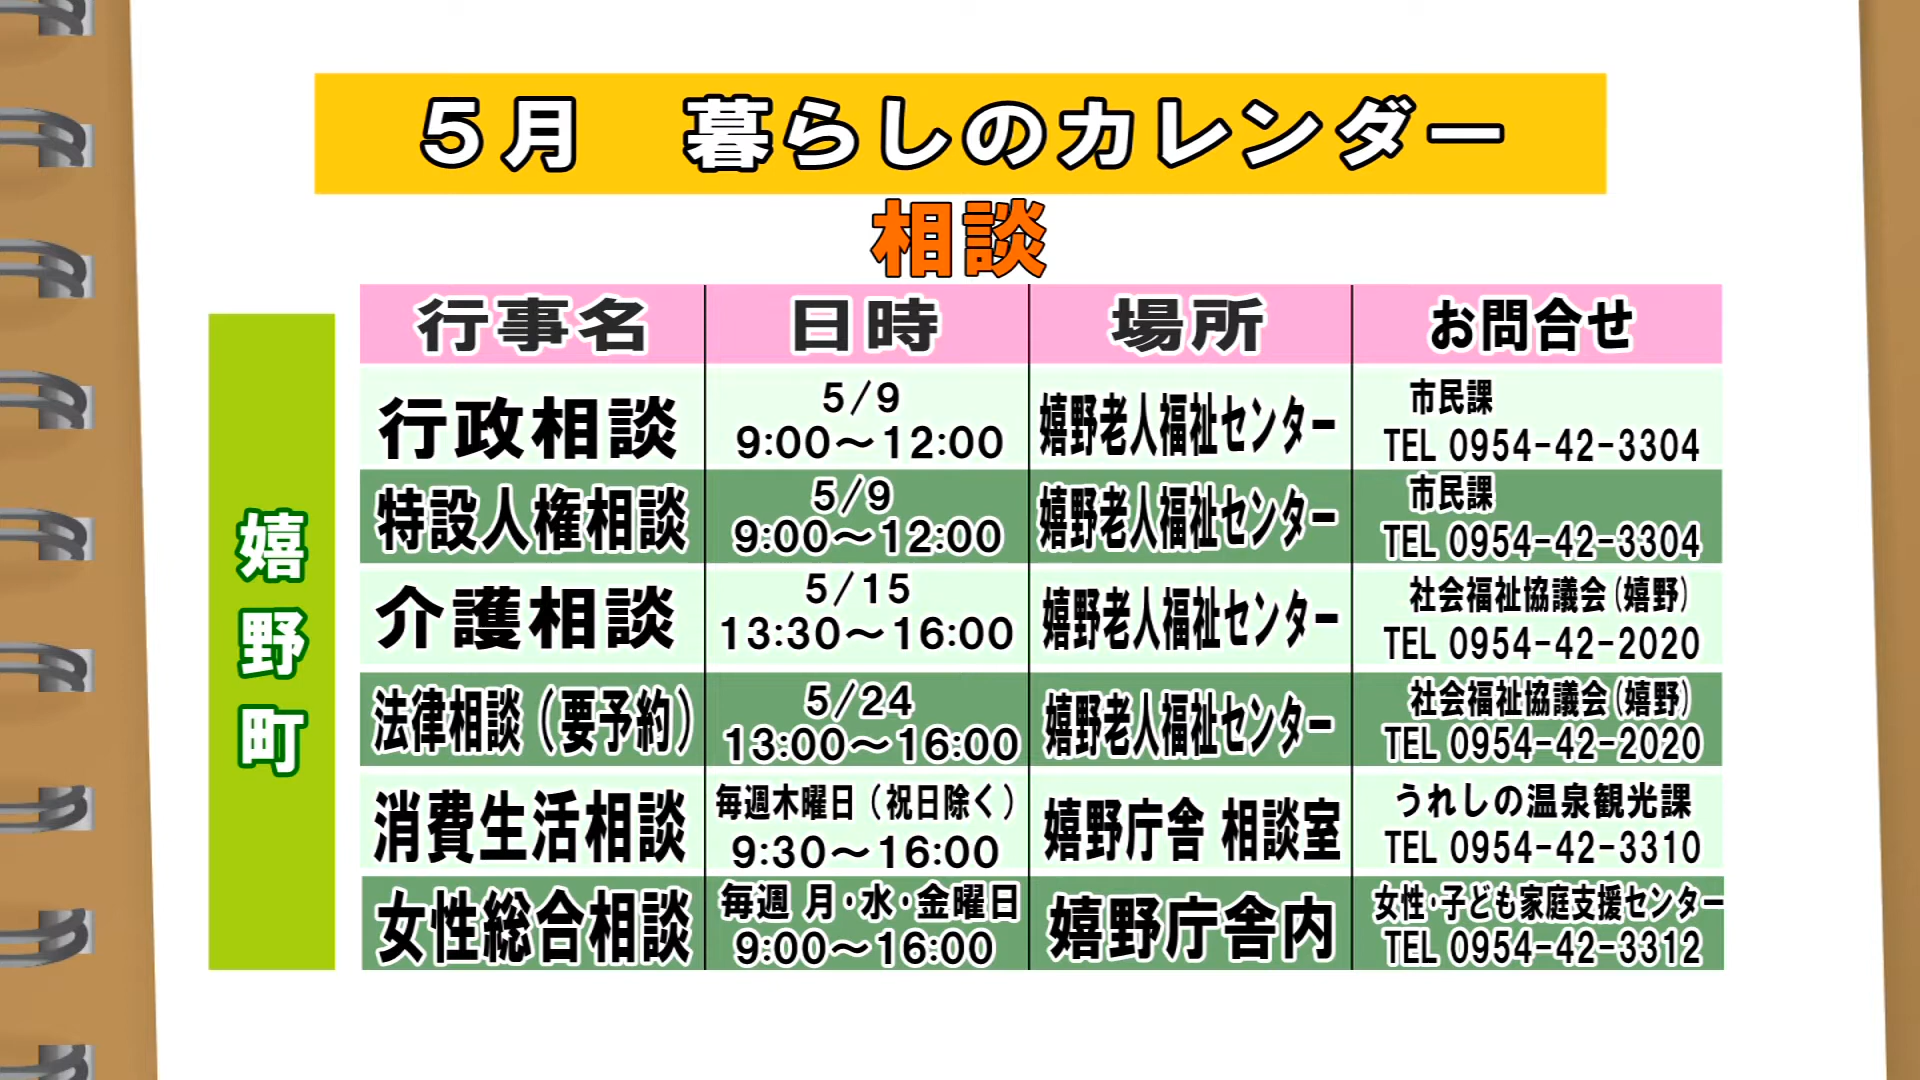 5月 暮らしのカレンダー
相談
嬉野町
行事名 日時 場所 お問合せ
行政相談 5/9 9:00～12:00 嬉野老人福祉センター 市民課 TEL 0954-42-3304
特設人権相談 5/9 9:00～12:00 嬉野老人福祉センター 市民課 TEL 0954-42-3304
介護相談 5/15 13:30～16:00 嬉野老人福祉センター 社会福祉協議会(嬉野) TEL 0954-42-2020
法律相談(要予約) 5/24 13:00～16:00 嬉野老人福祉センター 社会福祉協議会(嬉野) TEL 0954-42-2020
消費生活相談 毎週木曜日(祝日除く) 9:30～16:00 嬉野庁舎 相談室 うれしの温泉観光課 TEL 0954-42-3310
女性総合相談 毎週 月･水･金曜日 9:00～16:00 嬉野庁舎内 女性･子ども家庭支援センター TEL 0954-42-3312